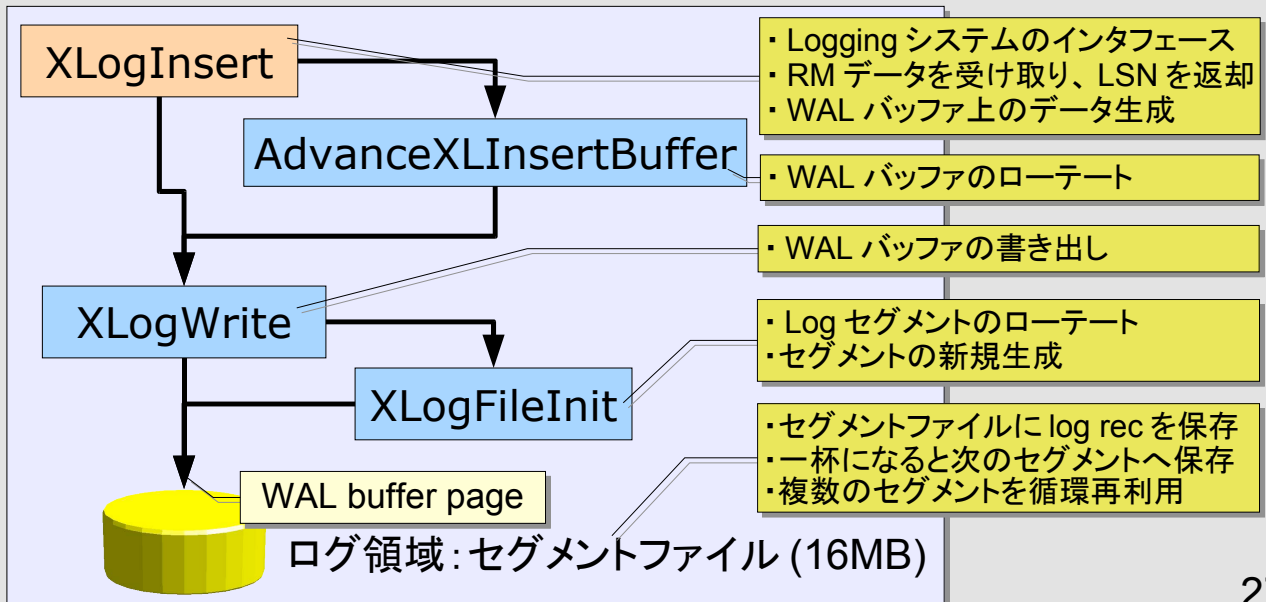 XLogInsert
・Logging システムのインタフェース
・RM データを受け取り、LSN を返却
・WAL バッファ上のデータ生成
AdvanceXLInsertBuffer
・WAL バッファのローテート
・WAL バッファの書き出し
XLogWrite
・Log セグメントのローテート
・セグメントの新規生成
XLogFileInit
・セグメントファイルに log rec を保存
・一杯になると次のセグメントへ保存
・複数のセグメントを循環再利用
WAL buffer page
ログ領域:セグメントファイル (16MB)